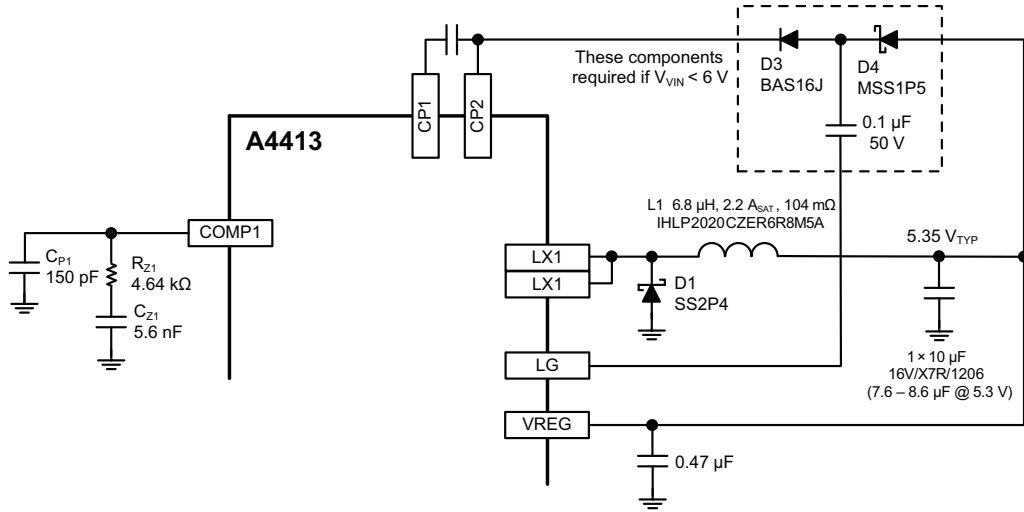 These components
required if V_VIN < 6 V
D3
BAS16J
D4
MSS1P5
CP1
CP2
0.1 µF
50 V
A4413
L1 6.8 µH, 2.2 A_SAT, 104 mΩ
IHLP2020CZER6R8M5A
COMP1
5.35 V_TYP
C_P1
150 pF
R_Z1
4.64 kΩ
C_Z1
5.6 nF
LX1
LX1
D1
SS2P4
LG
1 × 10 µF
16V/X7R/1206
(7.6 – 8.6 µF @ 5.3 V)
VREG
0.47 µF